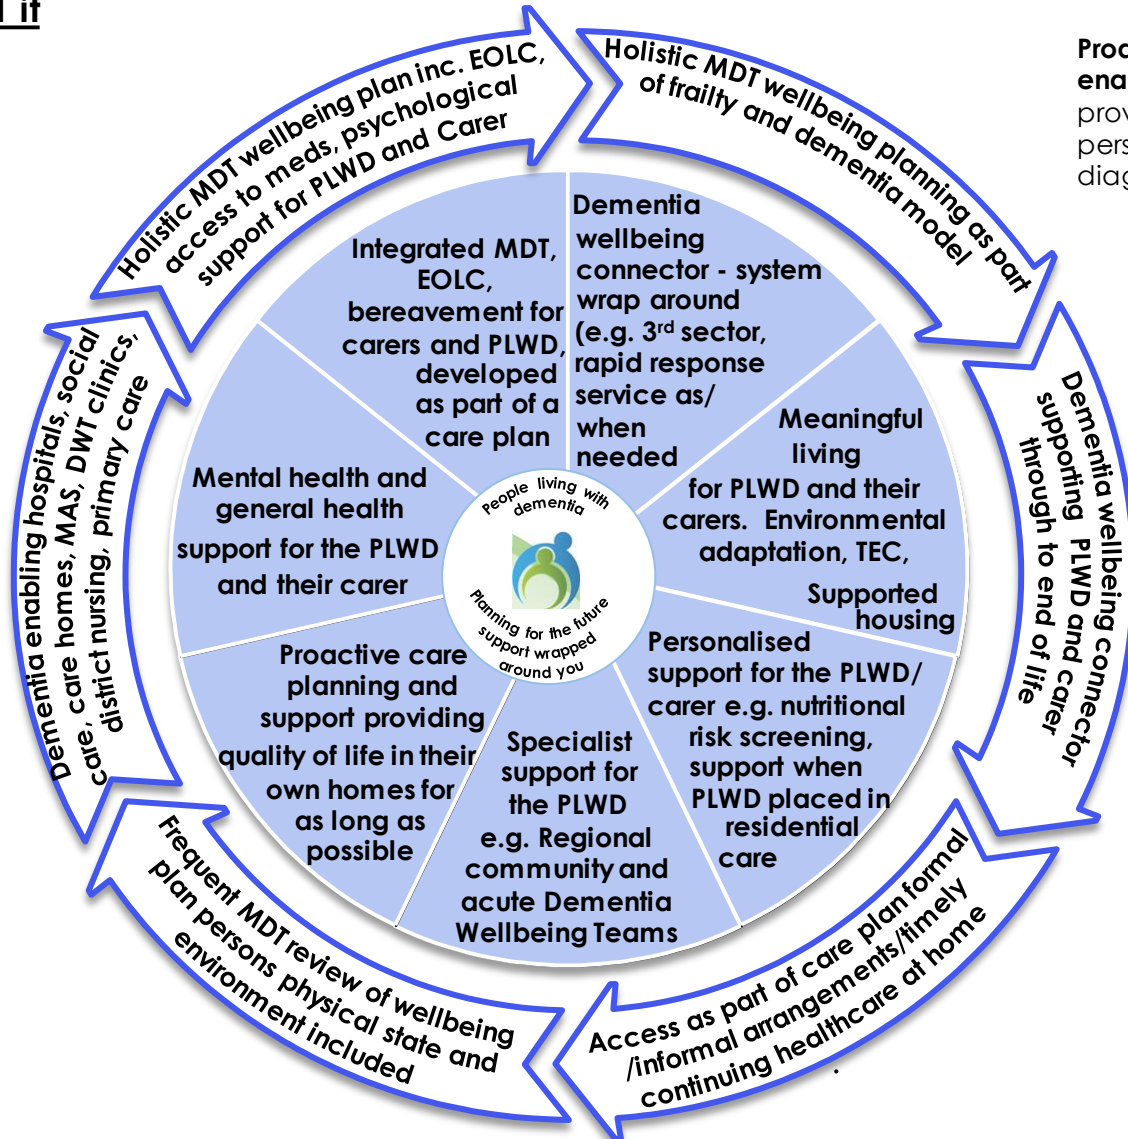 it
Proa
ena
prov
pers
diag
Holistic MDT wellbeing plan inc. EOLC,
access to meds, psychological
support for PLWD and Carer
Holistic MDT wellbeing planning as part
of frailty and dementia model
Dementia wellbeing connector
supporting PLWD and carer
through to end of life
Access as part of care plan formal
/informal arrangements/timely
continuing healthcare at home
.
Frequent MDT review of wellbeing
plan persons physical state and
environment included
Dementia enabling hospitals, social
care, care homes, MAS, DWT clinics,
district nursing, primary care
Integrated MDT,
EOLC,
bereavement for
carers and PLWD,
developed
as part of a
care plan
Dementia
wellbeing
connector - system
wrap around
(e.g. 3rd sector,
rapid response
service as/
when
needed
Meaningful
living
for PLWD and their
carers. Environmental
adaptation, TEC,
Supported
housing
Personalised
support for the PLWD/
carer e.g. nutritional
risk screening,
support when
PLWD placed in
residential
care
Specialist
support for
the PLWD
e.g. Regional
community and
acute Dementia
Wellbeing Teams
Proactive care
planning and
support providing
quality of life in their
own homes for
as long as
possible
Mental health and
general health
support for the PLWD
and their carer
People living with
dementia
Planning for the future
support wrapped
around you